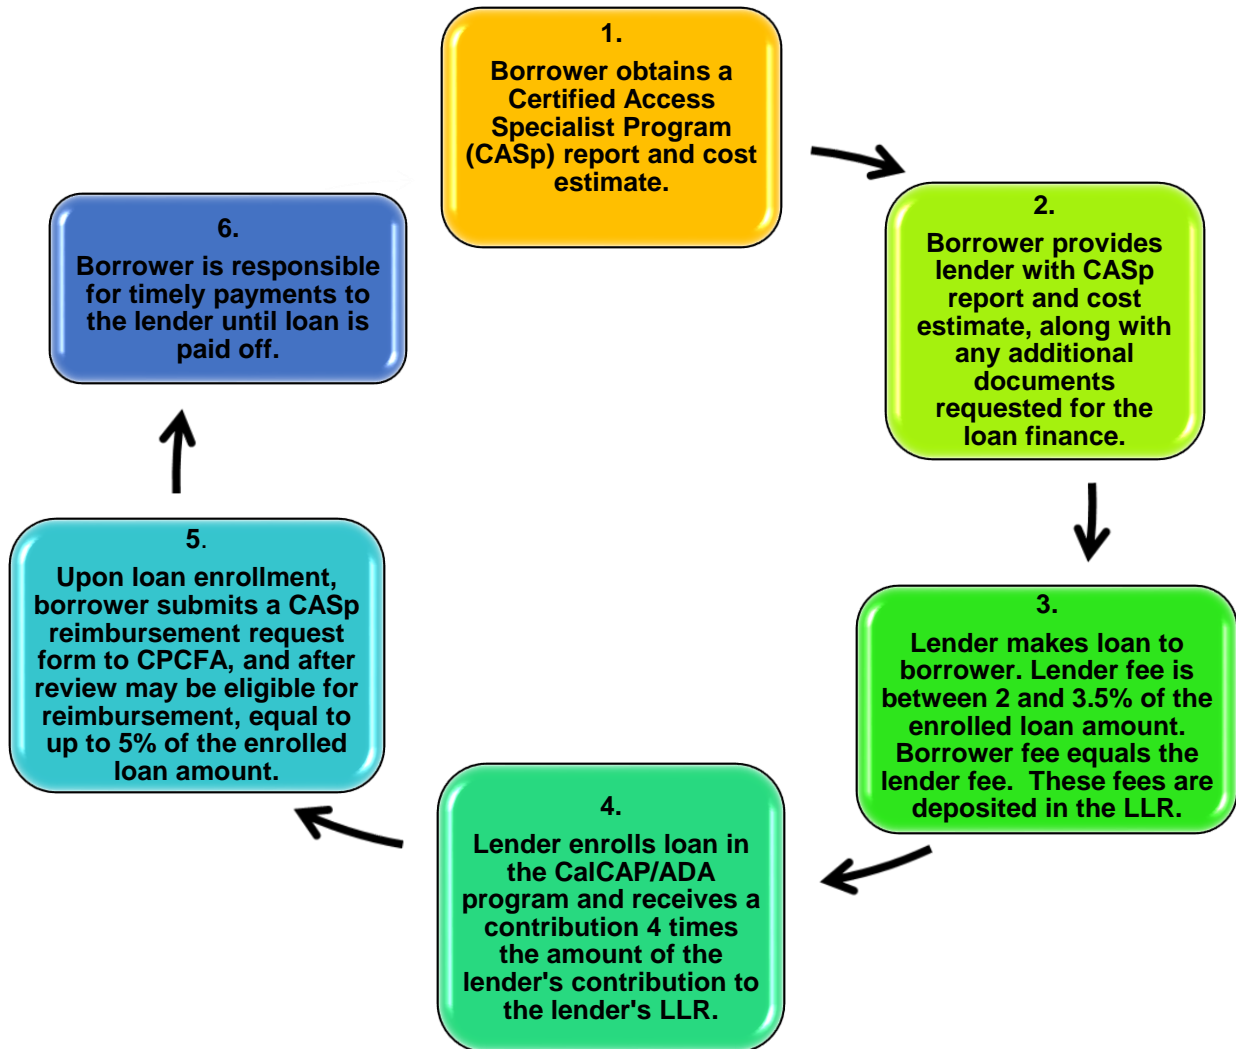 1.
Borrower obtains a
Certified Access
Specialist Program
(CASp) report and cost
estimate.
2.
Borrower provides
lender with CASp
report and cost
estimate, along with
any additional
documents
requested for the
loan finance.
3.
Lender makes loan to
borrower. Lender fee is
between 2 and 3.5% of the
enrolled loan amount.
Borrower fee equals the
lender fee.  These fees are
deposited in the LLR.
4.
Lender enrolls loan in
the CalCAP/ADA
program and receives a
contribution 4 times
the amount of the
lender's contribution to
the lender's LLR.
5.
Upon loan enrollment,
borrower submits a CASp
reimbursement request
form to CPCFA, and after
review may be eligible for
reimbursement, equal to
up to 5% of the enrolled
loan amount.
6.
Borrower is responsible
for timely payments to
the lender until loan is
paid off.